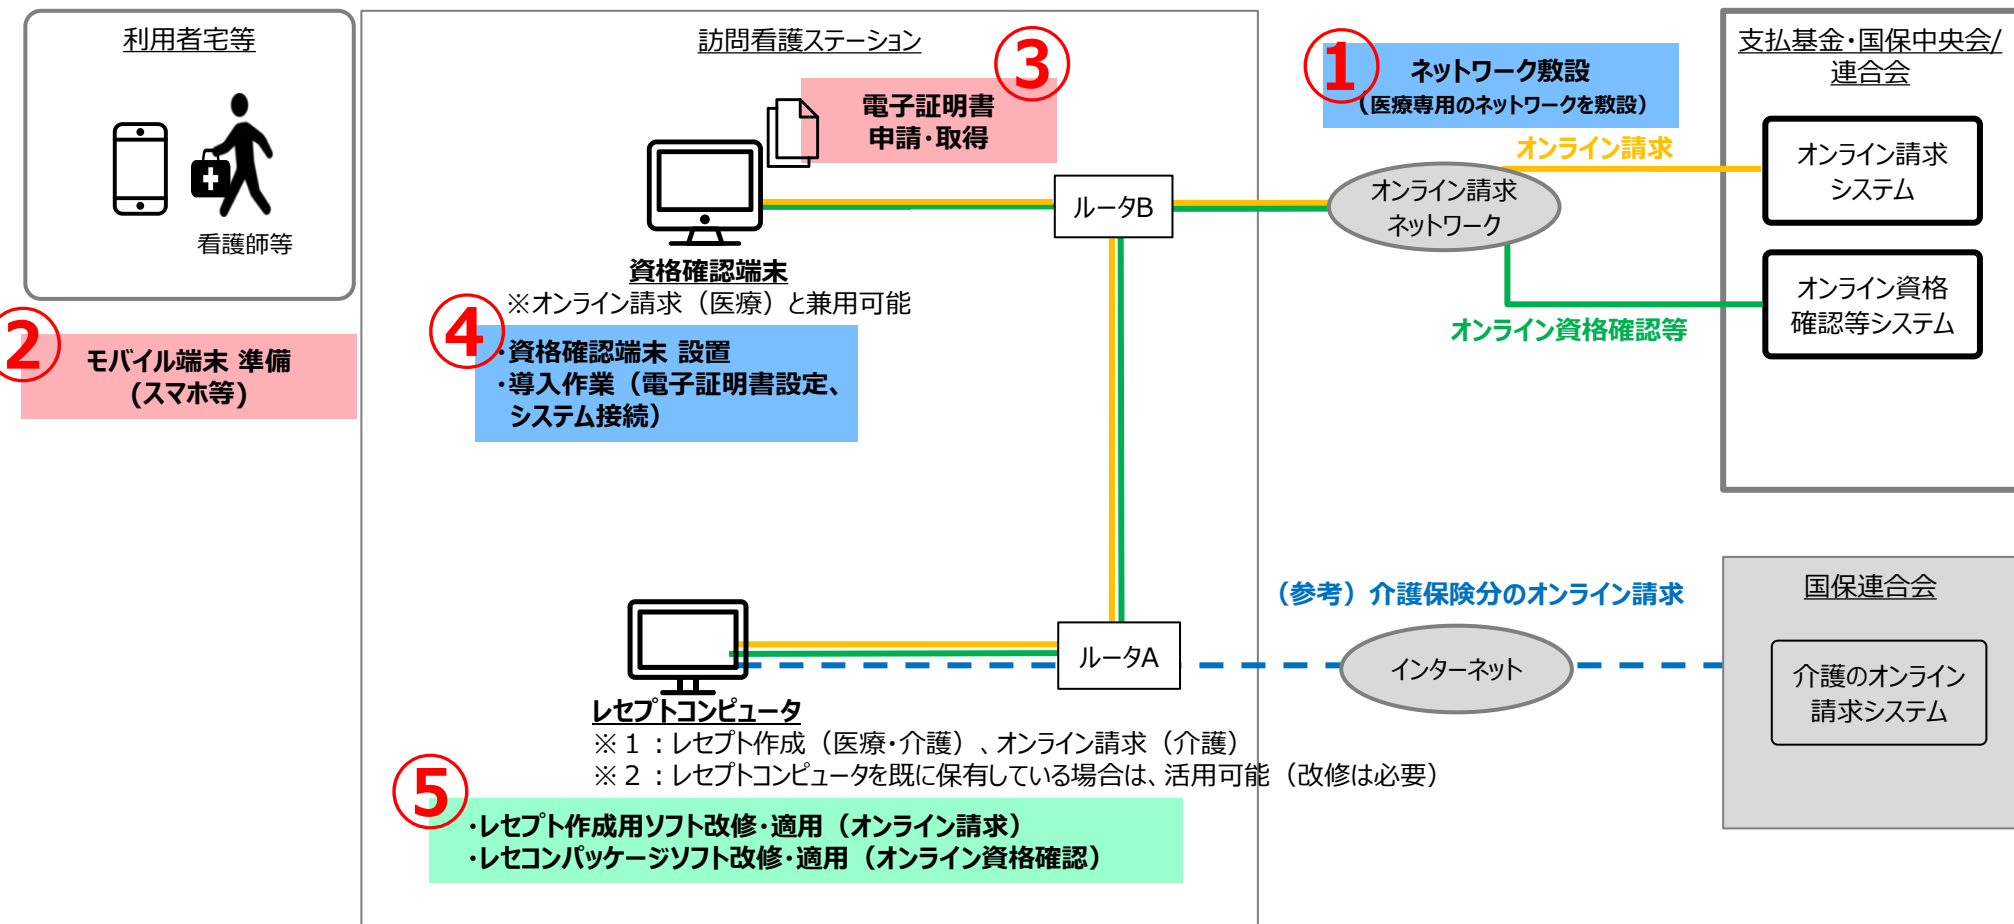 利用者宅等
看護師等
②
モバイル端末 準備
(スマホ等)
訪問看護ステーション
③
電子証明書
申請・取得
資格確認端末
※オンライン請求（医療）と兼用可能
④
・資格確認端末 設置
・導入作業（電子証明書設定、
システム接続）
ルータB
①
ネットワーク敷設
（医療専用のネットワークを敷設）
オンライン請求
オンライン請求
ネットワーク
オンライン資格確認等
支払基金・国保中央会/
連合会
オンライン請求
システム
オンライン資格
確認等システム
ルータA
レセプトコンピュータ
※１：レセプト作成（医療・介護）、オンライン請求（介護）
※２：レセプトコンピュータを既に保有している場合は、活用可能（改修は必要）
⑤
・レセプト作成用ソフト改修・適用（オンライン請求）
・レセコンパッケージソフト改修・適用（オンライン資格確認）
（参考）介護保険分のオンライン請求
インターネット
国保連合会
介護のオンライン
請求システム